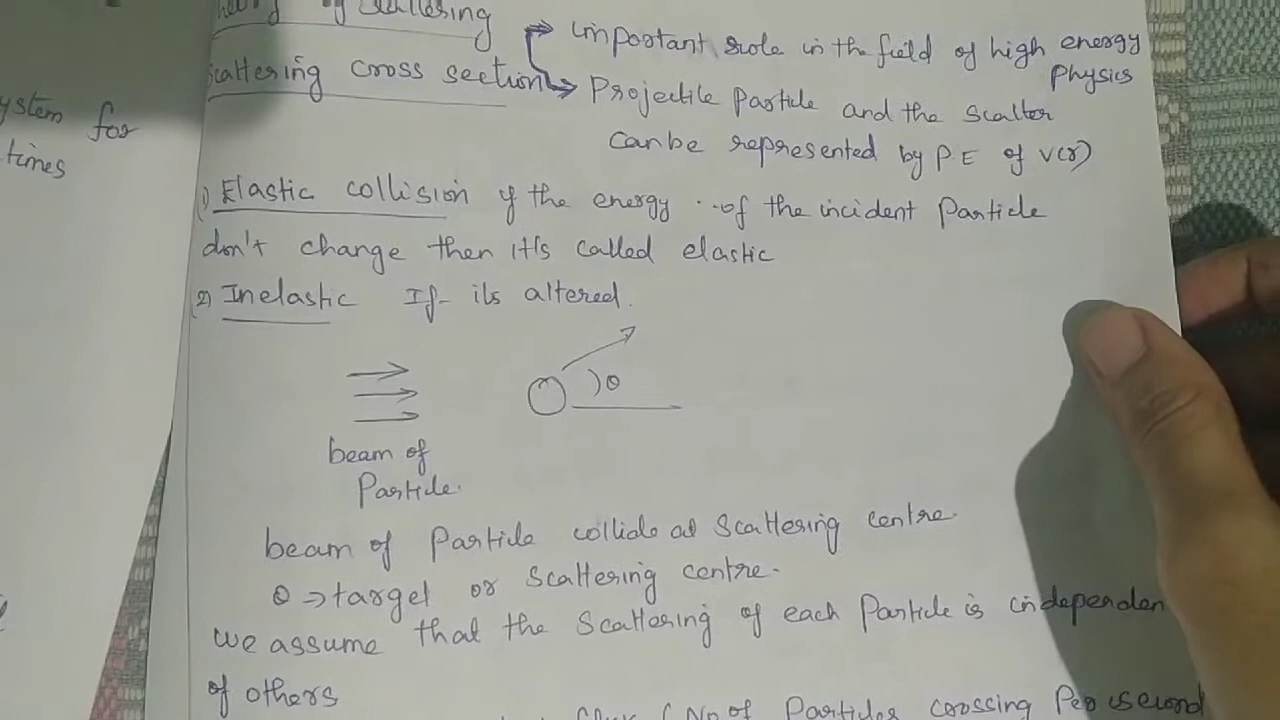 of Scattering
Scattering cross section → important role in the field of high energy Physics
→ Projectile Particle and the Scatter
can be represented by P.E of V(r)
ystem for
times
1) Elastic collision if the energy of the incident Particle
don't change then it's called elastic
2) Inelastic If its altered.
θ
beam of
Particle.
beam of Particle collide at Scattering centre.
O → target or scattering centre.
we assume that the scattering of each Particle is independen
of others
(No of Particles crossing Per second